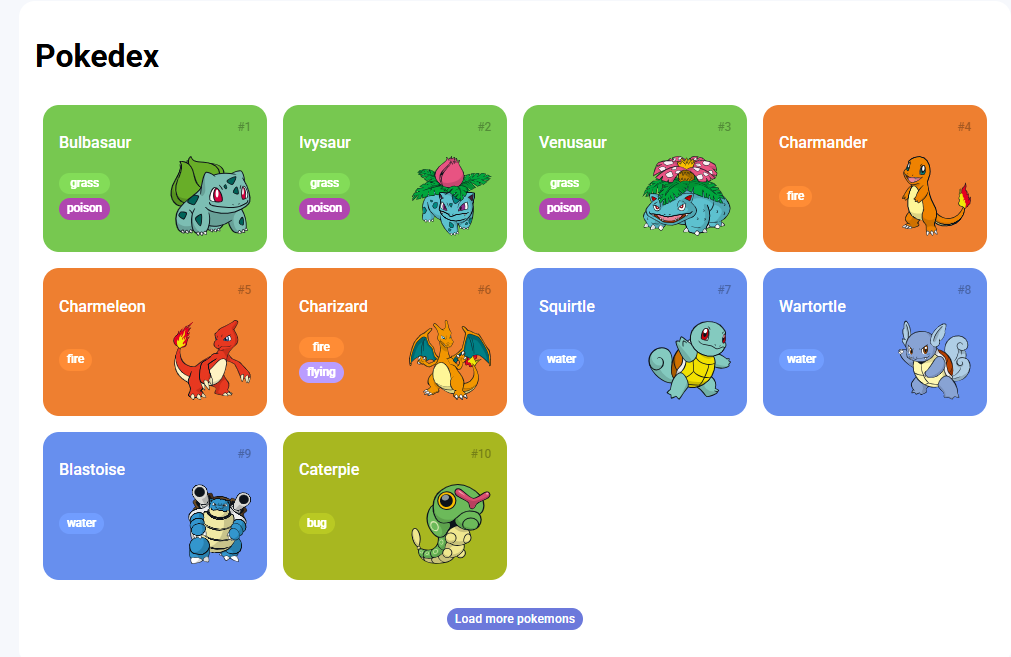 Pokedex
#1
Bulbasaur
grass
poison
#2
Ivysaur
grass
poison
#3
Venusaur
grass
poison
#4
Charmander
fire
#5
Charmeleon
fire
#6
Charizard
fire
flying
#7
Squirtle
water
#8
Wartortle
water
#9
Blastoise
water
#10
Caterpie
bug
Load more pokemons